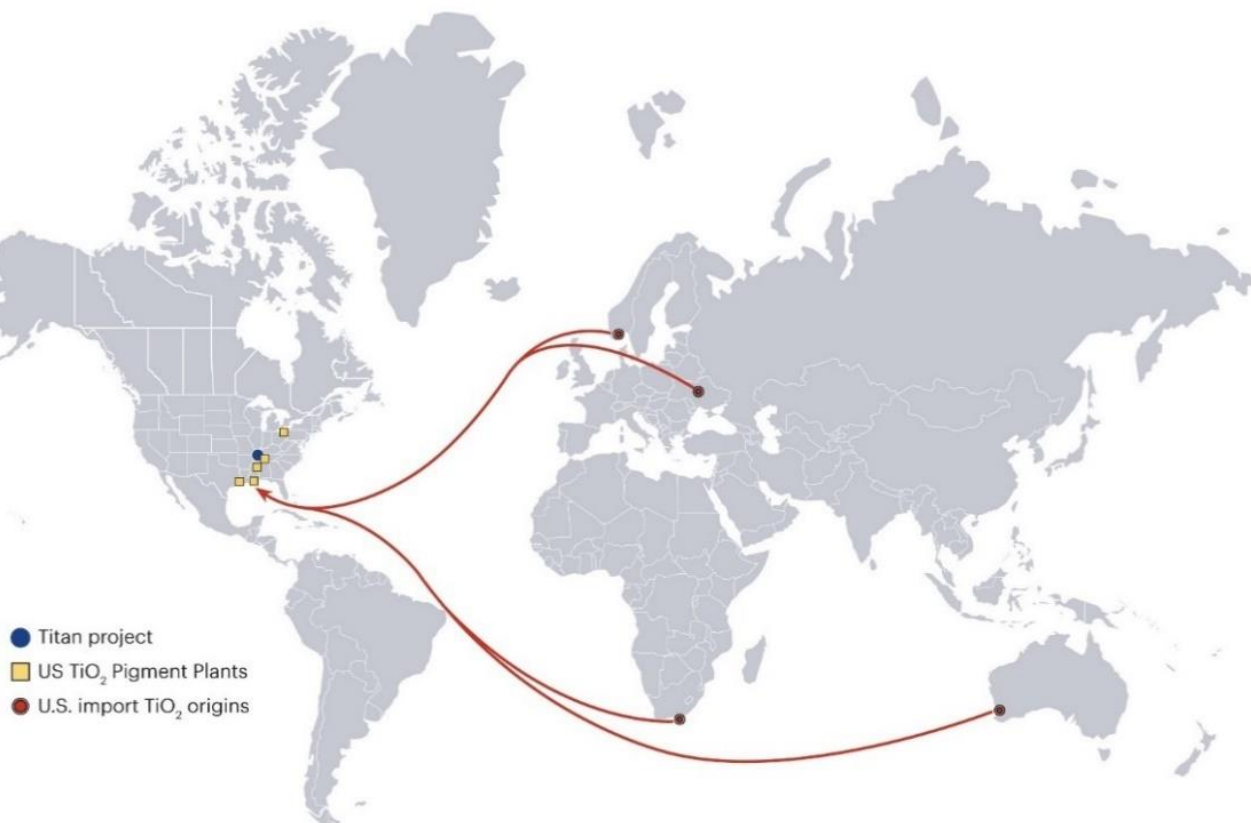 Titan project
US TiO₂ Pigment Plants
U.S. import TiO₂ origins